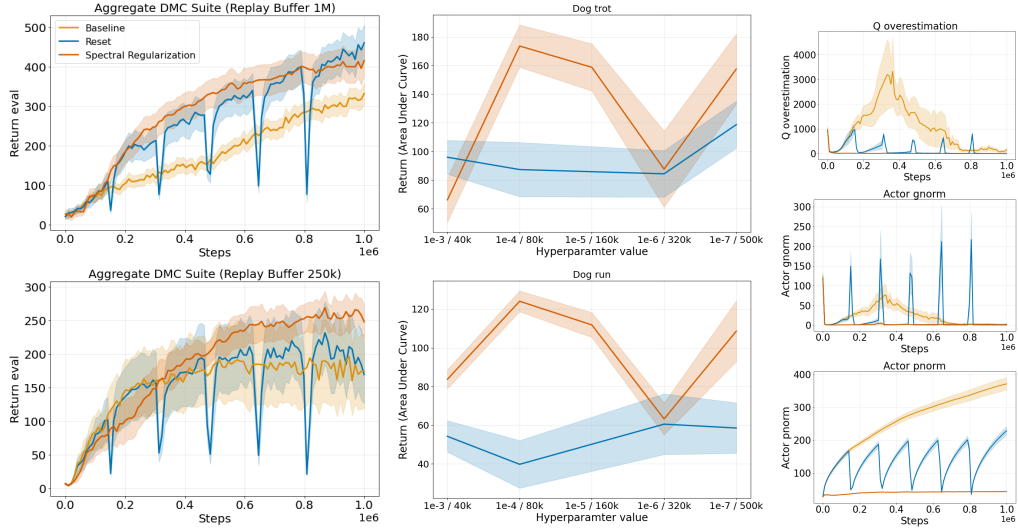 Aggregate DMC Suite (Replay Buffer 1M)
Baseline
Reset
Spectral Regularization
Return eval
500
400
300
200
100
0
0.0 0.2 0.4 0.6 0.8 1.0
Steps
1e6
Aggregate DMC Suite (Replay Buffer 250k)
Return eval
300
250
200
150
100
50
0
0.0 0.2 0.4 0.6 0.8 1.0
Steps
1e6
Dog trot
Return (Area Under Curve)
180
160
140
120
100
80
60
1e-3 / 40k 1e-4 / 80k 1e-5 / 160k 1e-6 / 320k 1e-7 / 500k
Hyperparamter value
Dog run
Return (Area Under Curve)
120
100
80
60
40
1e-3 / 40k 1e-4 / 80k 1e-5 / 160k 1e-6 / 320k 1e-7 / 500k
Hyperparamter value
Q overestimation
Q overestimation
4000
3000
2000
1000
0
0.0 0.2 0.4 0.6 0.8 1.0
Steps
1e6
Actor gnorm
Actor gnorm
300
250
200
150
100
50
0
0.0 0.2 0.4 0.6 0.8 1.0
Steps
1e6
Actor pnorm
Actor pnorm
400
300
200
100
0
0.0 0.2 0.4 0.6 0.8 1.0
Steps
1e6